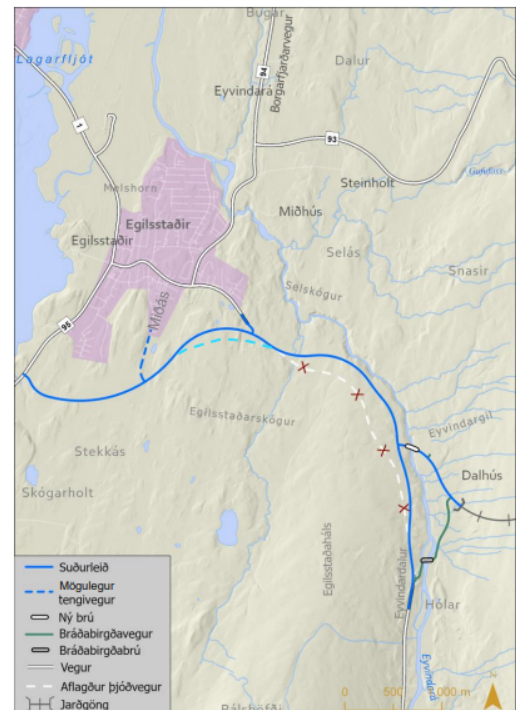 Bugar
Lagarfljót
Dalur
94
Borgarfjarðarvegur
Eyvindará
1
93
Melshorn
Steinholt
Miðhús
Egilsstaðir
Egilsstaðir
Selás
Snasir
Selskógur
Miðás
95
Egilsstaðarskógur
Eyvindargil
Stekkás
Dalhús
Skógarholt
Egilsstaðaháls
Eyvindardalur
Hólar
Eyvindará
Suðurleið
Mögulegur
tengivegur
Ný brú
Bráðabirgðavegur
Bráðabirgðabrú
Vegur
Aflagður þjóðvegur
Jarðgöng
0
000 m